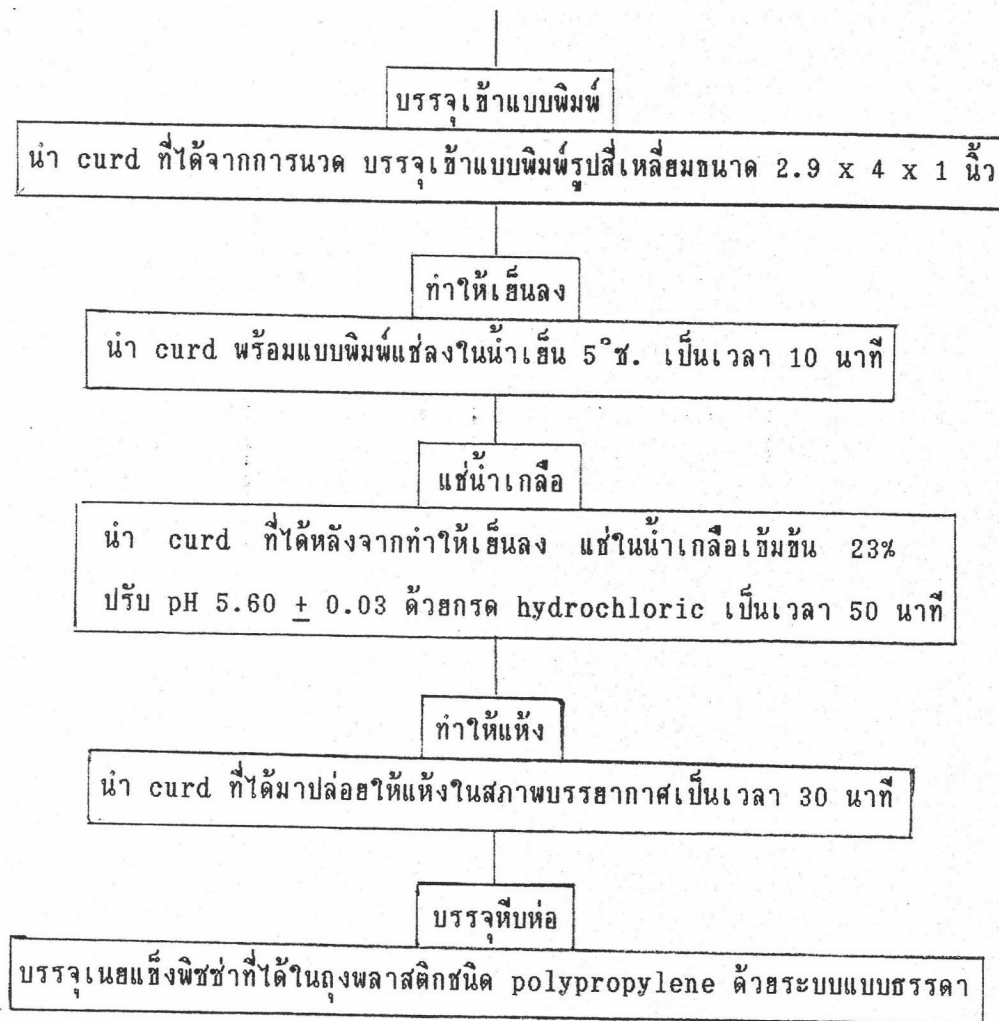 บรรจุเข้าแบบพิมพ์
นำ curd ที่ได้จากการนวด บรรจุเข้าแบบพิมพ์รูปสี่เหลี่ยมขนาด 2.9 x 4 x 1 นิ้ว
ทำให้เย็นลง
นำ curd พร้อมแบบพิมพ์แช่ลงในน้ำเย็น 5 ํซ. เป็นเวลา 10 นาที
แช่น้ำเกลือ
นำ curd ที่ได้หลังจากทำให้เย็นลง แช่ในน้ำเกลือเข้มข้น 23%
ปรับ pH 5.60 ± 0.03 ด้วยกรด hydrochloric เป็นเวลา 50 นาที
ทำให้แห้ง
นำ curd ที่ได้มาปล่อยให้แห้งในสภาพบรรยากาศเป็นเวลา 30 นาที
บรรจุหีบห่อ
บรรจุเนยแข็งพิซซ่าที่ได้ในถุงพลาสติกชนิด polypropylene ด้วยระบบแบบธรรดา